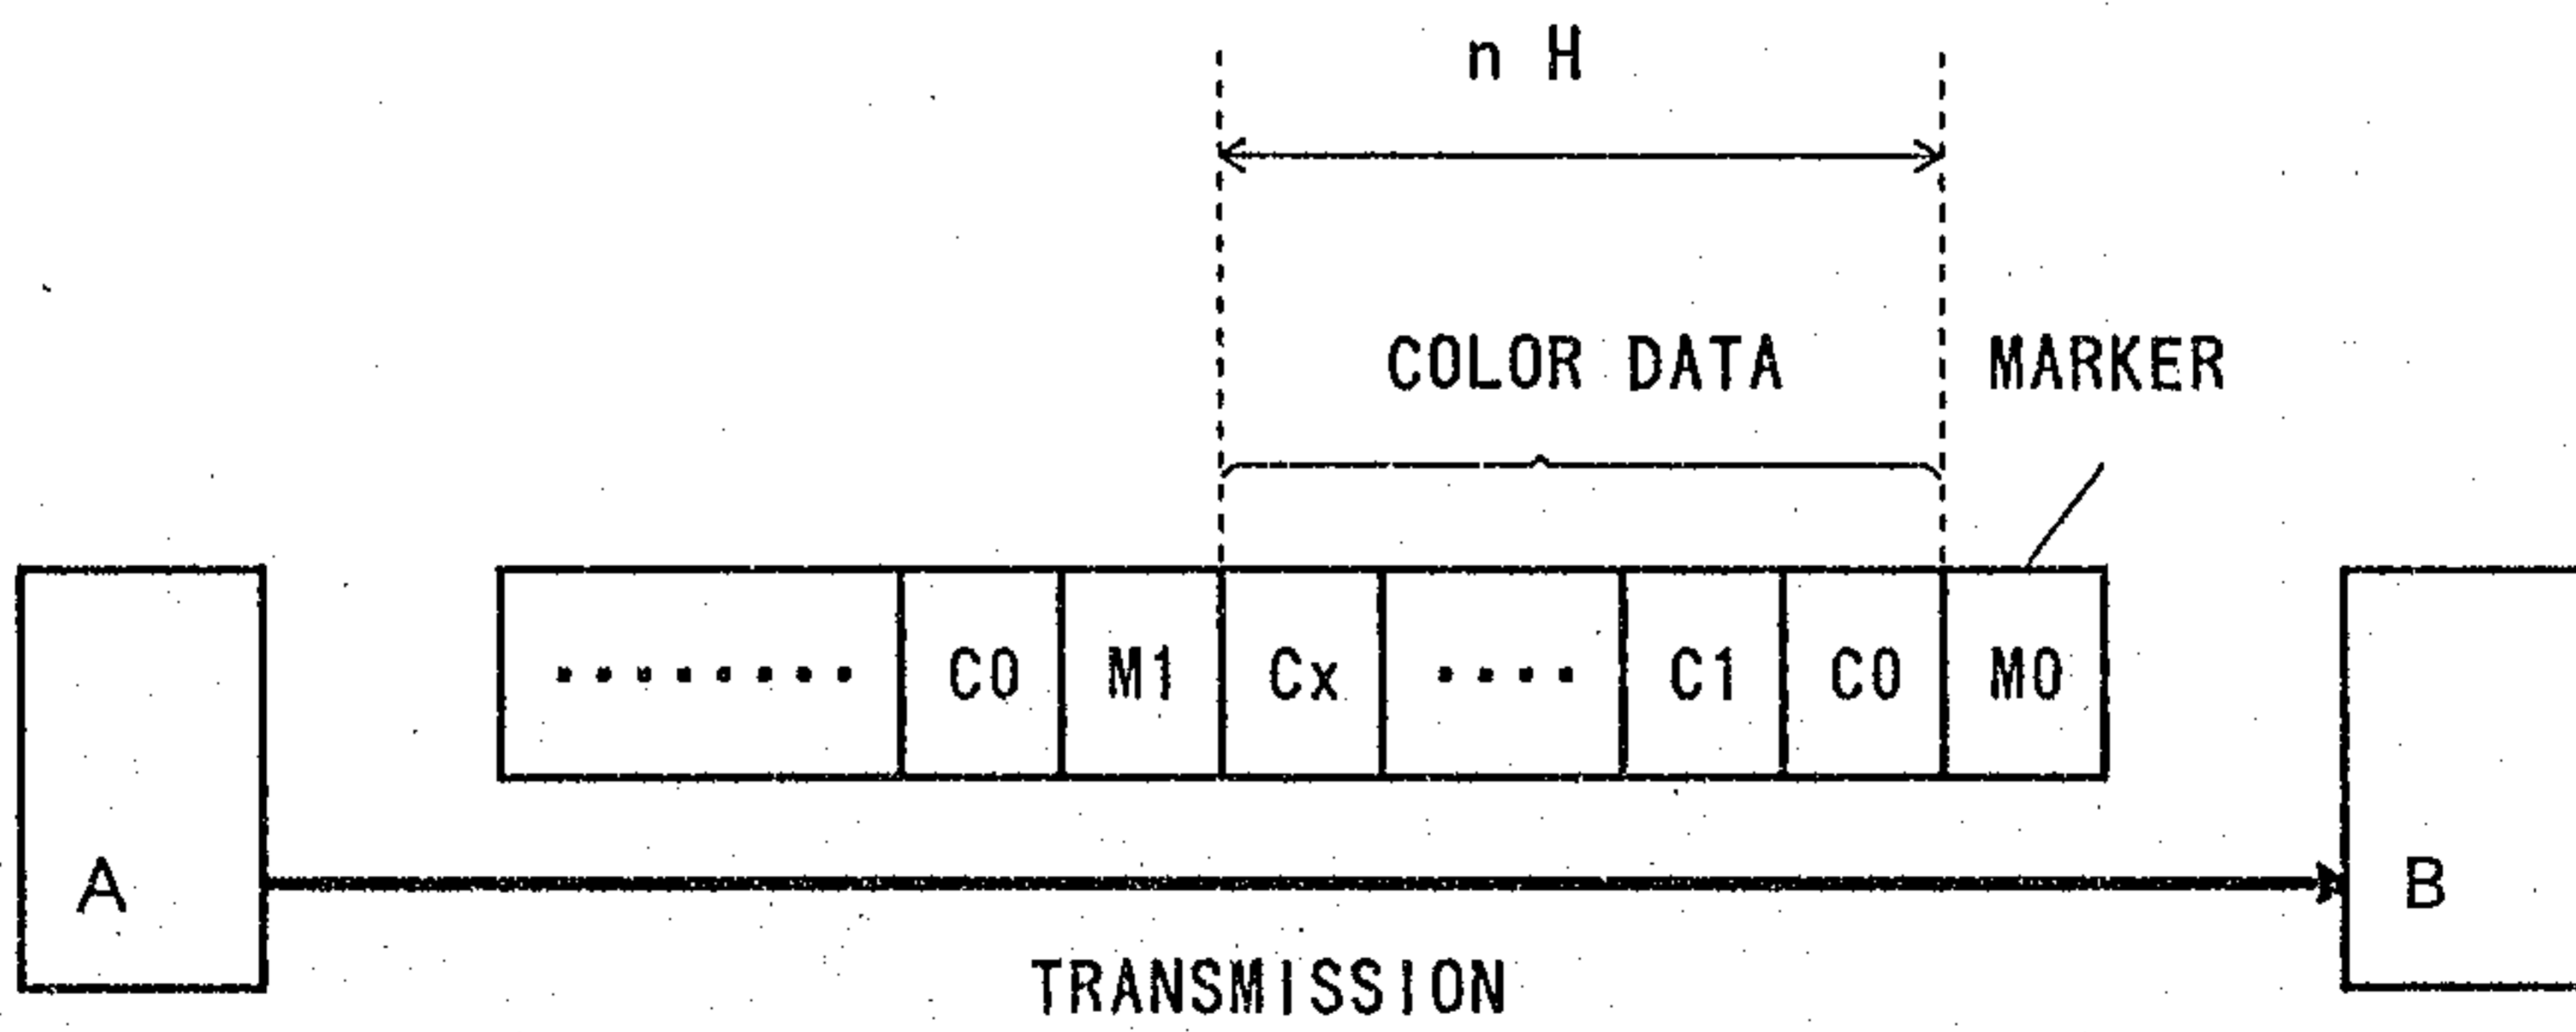 n H
COLOR DATA MARKER
........ C0 M1 Cx .... C1 C0 M0
A B
TRANSMISSION